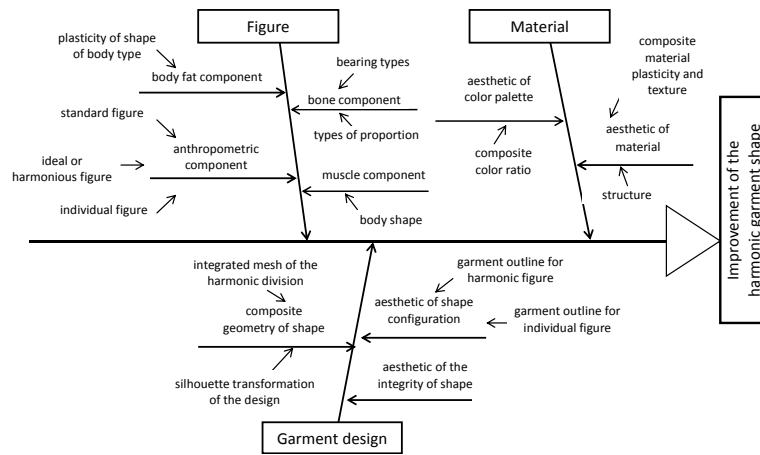 Figure
Material
plasticity of shape
of body type
body fat component
bearing types
bone component
types of proportion
standard figure
anthropometric
component
ideal or
harmonious figure
individual figure
muscle component
body shape
aesthetic of
color palette
composite
color ratio
composite
material
plasticity and
texture
aesthetic of
material
structure
Improvement of the
harmonic garment shape
integrated mesh of the
harmonic division
composite
geometry of shape
silhouette transformation
of the design
garment outline for
harmonic figure
aesthetic of shape
configuration
garment outline for
individual figure
aesthetic of the
integrity of shape
Garment design